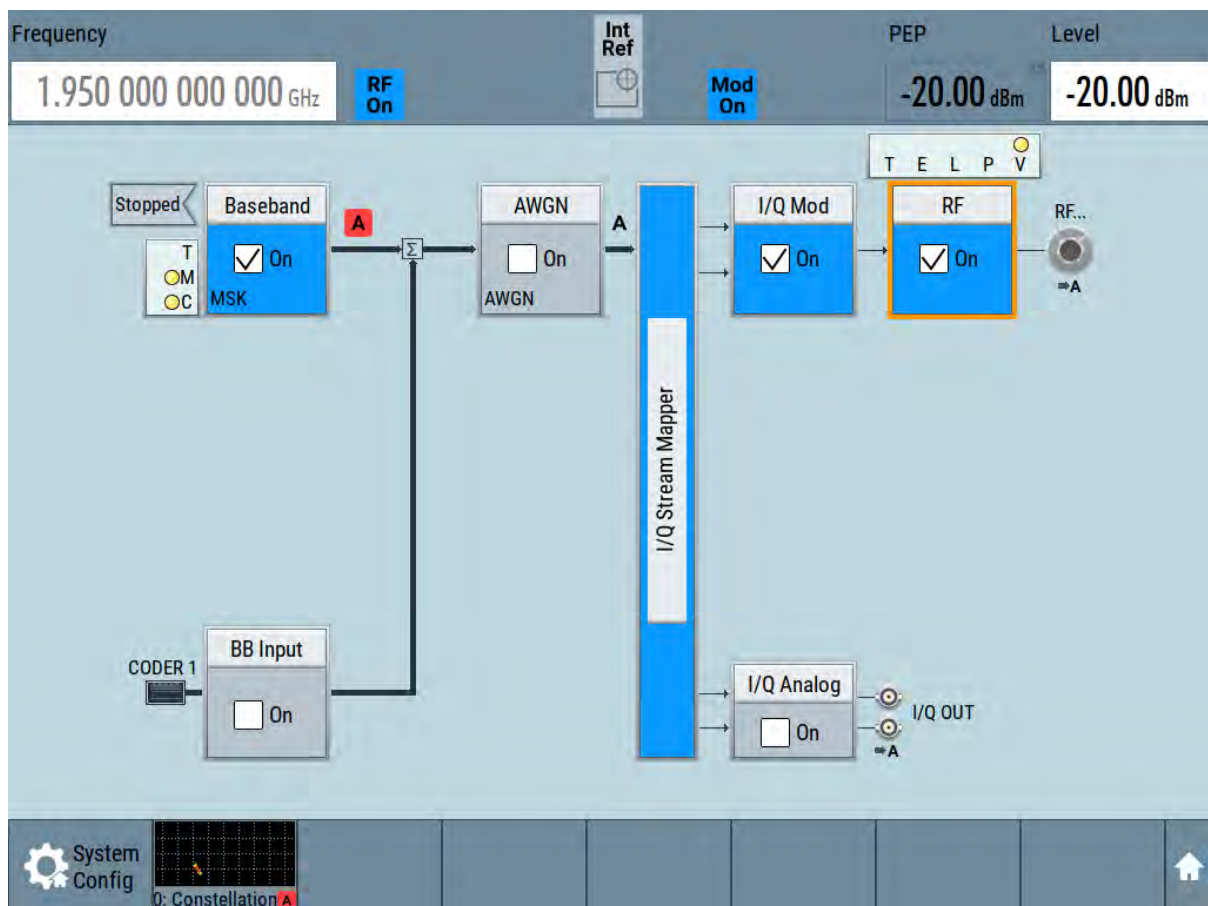 Frequency
Int
Ref
PEP
Level
1.950 000 000 000 GHz
RF
On
Mod
On
-20.00 dBm
-20.00 dBm
T E L P V
Stopped
Baseband
A
AWGN
A
I/Q Mod
RF
RF...
T
M
C
On
Σ
On
On
On
⇒A
MSK
AWGN
I/Q Stream Mapper
BB Input
CODER 1
On
I/Q Analog
On
I/Q OUT
⇒A
System
Config
0: Constellation A